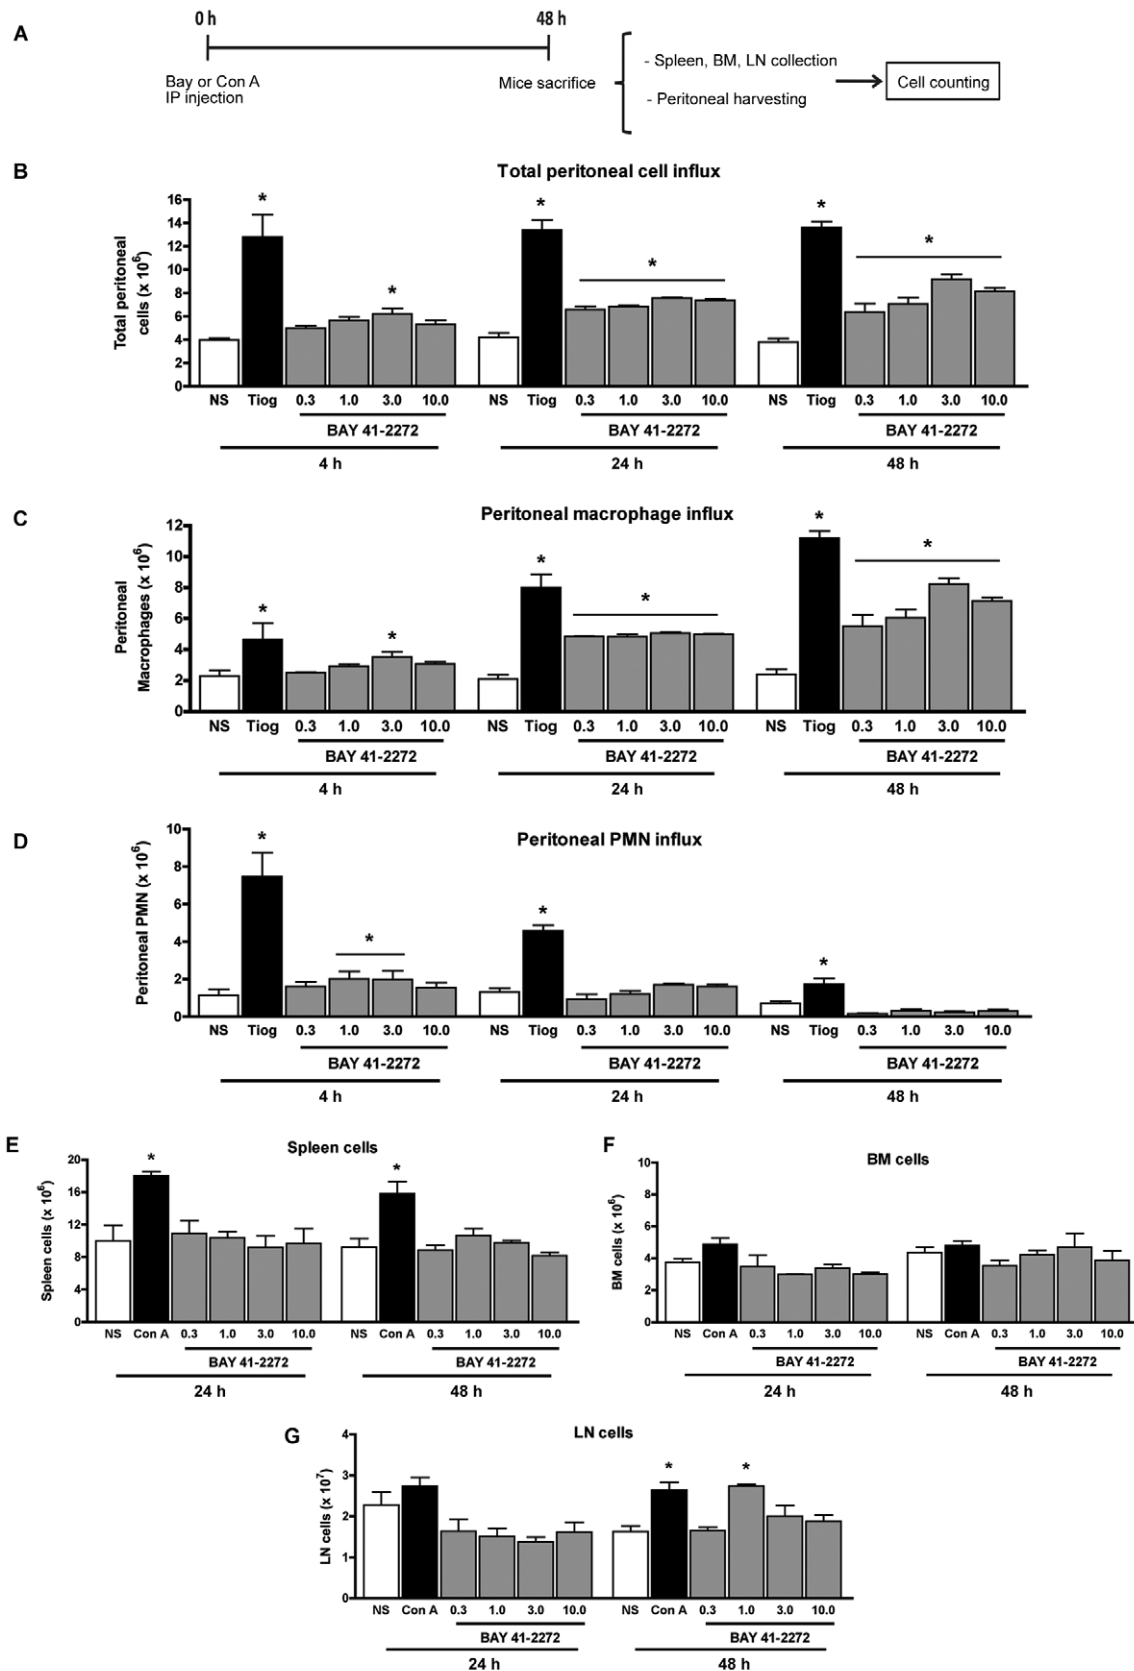 A
0 h 48 h
Bay or Con A
IP injection
Mice sacrifice
- Spleen, BM, LN collection
- Peritoneal harvesting
Cell counting
B
Total peritoneal cell influx
Total peritoneal
cells (x 10^6)
16
14
12
10
8
6
4
2
0
* * * * * *
NS Tiog 0.3 1.0 3.0 10.0 NS Tiog 0.3 1.0 3.0 10.0 NS Tiog 0.3 1.0 3.0 10.0
BAY 41-2272 BAY 41-2272 BAY 41-2272
4 h 24 h 48 h
C
Peritoneal macrophage influx
Peritoneal
Macrophages (x 10^6)
12
10
8
6
4
2
0
* * * * * *
NS Tiog 0.3 1.0 3.0 10.0 NS Tiog 0.3 1.0 3.0 10.0 NS Tiog 0.3 1.0 3.0 10.0
BAY 41-2272 BAY 41-2272 BAY 41-2272
4 h 24 h 48 h
D
Peritoneal PMN influx
Peritoneal PMN (x 10^6)
10
8
6
4
2
0
* * * *
NS Tiog 0.3 1.0 3.0 10.0 NS Tiog 0.3 1.0 3.0 10.0 NS Tiog 0.3 1.0 3.0 10.0
BAY 41-2272 BAY 41-2272 BAY 41-2272
4 h 24 h 48 h
E
Spleen cells
Spleen cells (x 10^6)
20
16
12
8
4
0
* *
NS Con A 0.3 1.0 3.0 10.0 NS Con A 0.3 1.0 3.0 10.0
BAY 41-2272 BAY 41-2272
24 h 48 h
F
BM cells
BM cells (x 10^6)
10
8
6
4
2
0
NS Con A 0.3 1.0 3.0 10.0 NS Con A 0.3 1.0 3.0 10.0
BAY 41-2272 BAY 41-2272
24 h 48 h
G
LN cells
LN cells (x 10^7)
4
3
2
1
0
* *
NS Con A 0.3 1.0 3.0 10.0 NS Con A 0.3 1.0 3.0 10.0
BAY 41-2272 BAY 41-2272
24 h 48 h